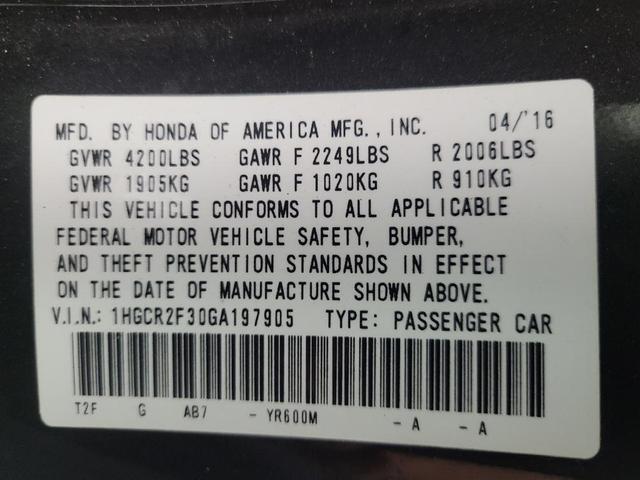 MFD. BY HONDA OF AMERICA MFG., INC. 04/'16
GVWR 4200LBS GAWR F 2249LBS R 2006LBS
GVWR 1905KG GAWR F 1020KG R 910KG
THIS VEHICLE CONFORMS TO ALL APPLICABLE
FEDERAL MOTOR VEHICLE SAFETY, BUMPER,
AND THEFT PREVENTION STANDARDS IN EFFECT
ON THE DATE OF MANUFACTURE SHOWN ABOVE.
V.I.N.: 1HGCR2F30GA197905 TYPE: PASSENGER CAR
T2F G AB7 - YR600M - A - A